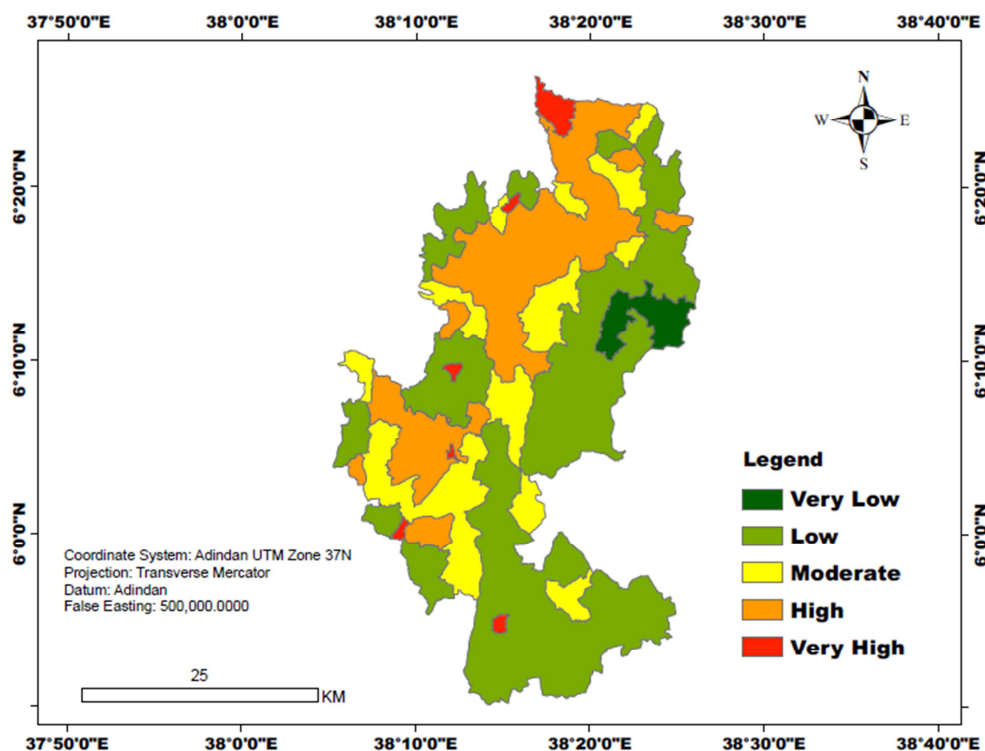 37°50'0"E 38°0'0"E 38°10'0"E 38°20'0"E 38°30'0"E 38°40'0"E
N
W E
S
6°20'0"N 6°20'0"N
6°10'0"N 6°10'0"N
6°0'0"N 6°0'0"N
Legend
Very Low
Low
Moderate
High
Very High
Coordinate System: Adindan UTM Zone 37N
Projection: Transverse Mercator
Datum: Adindan
False Easting: 500,000.0000
25
KM
37°50'0"E 38°0'0"E 38°10'0"E 38°20'0"E 38°30'0"E 38°40'0"E